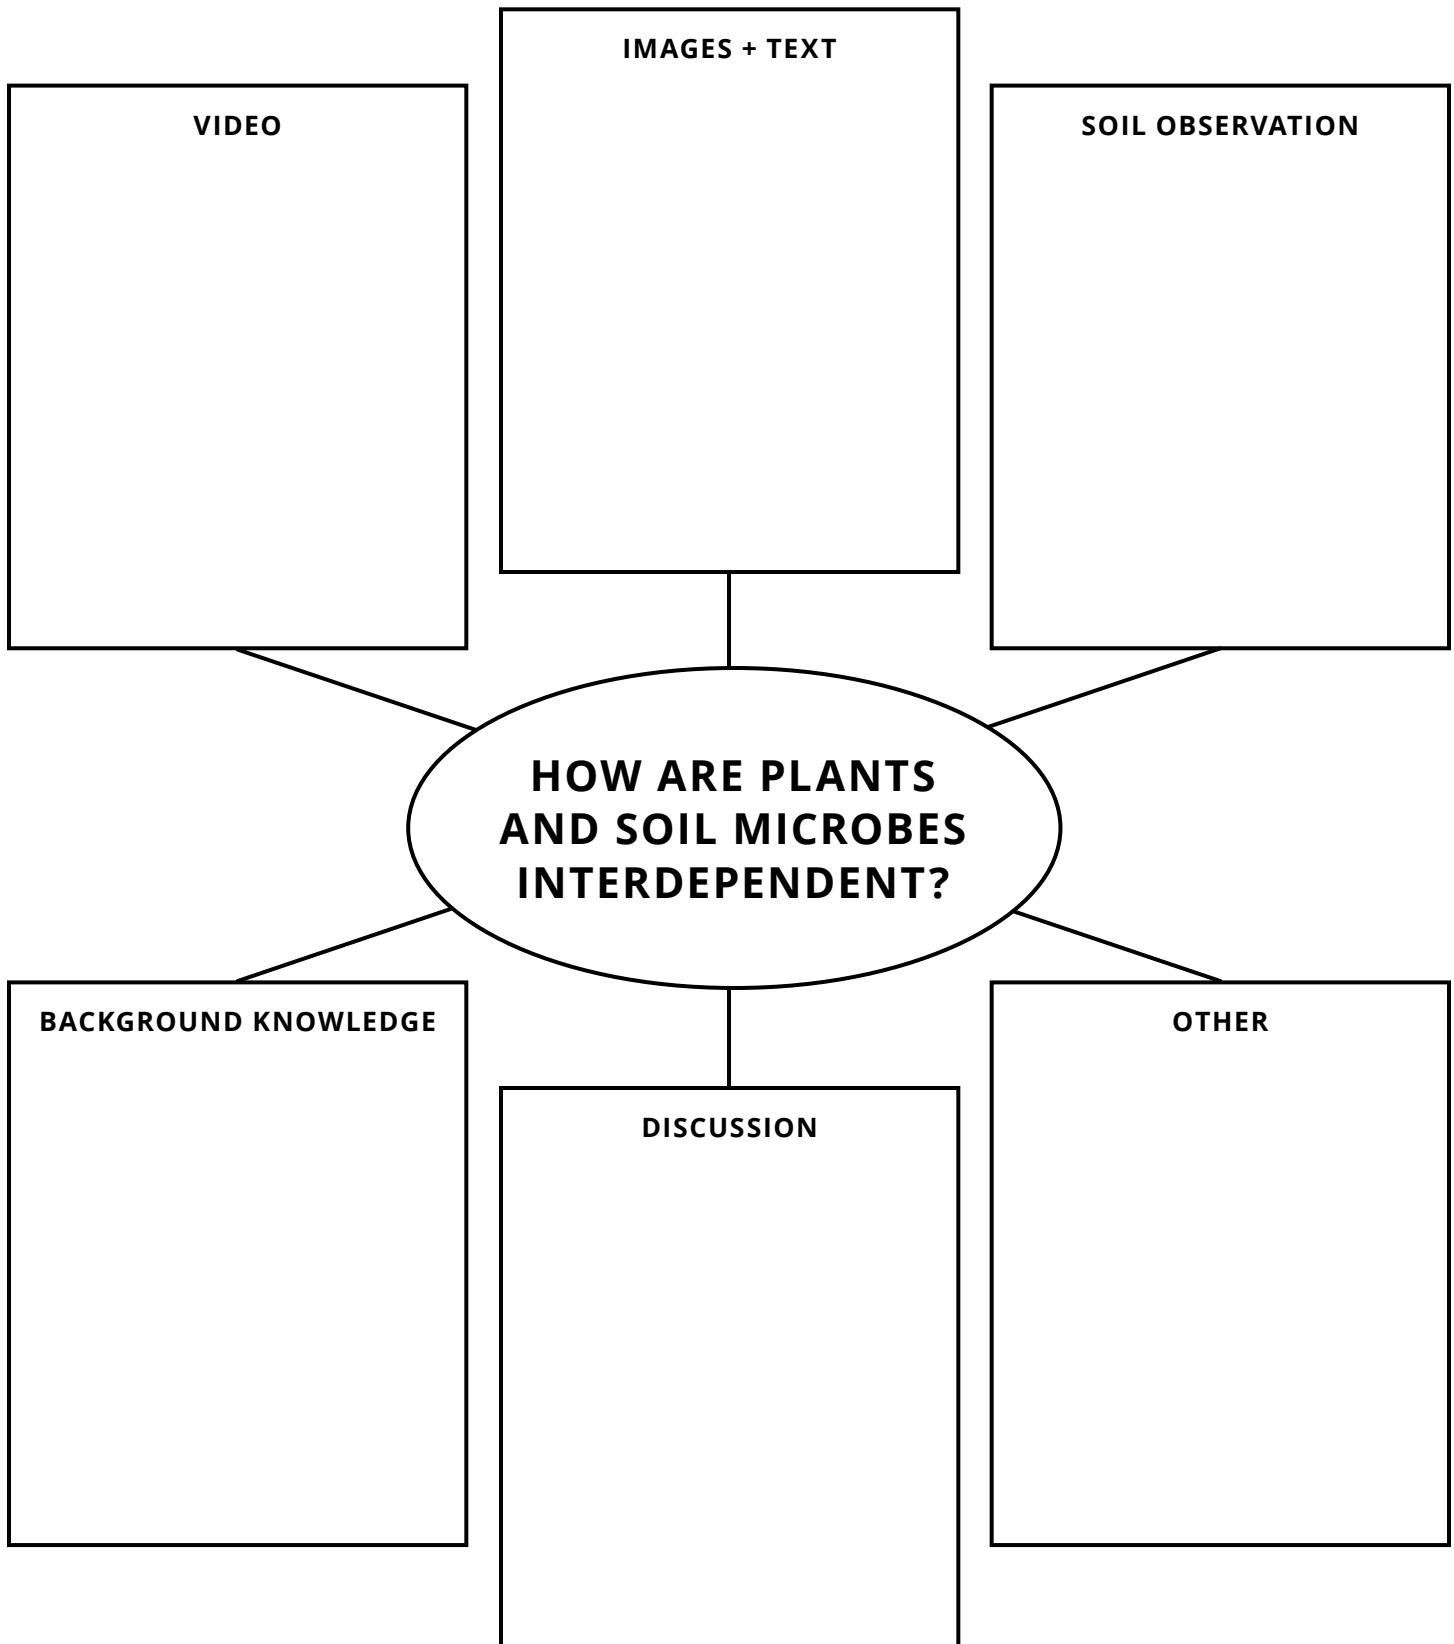 IMAGES + TEXT
VIDEO
SOIL OBSERVATION
HOW ARE PLANTS
AND SOIL MICROBES
INTERDEPENDENT?
BACKGROUND KNOWLEDGE
OTHER
DISCUSSION